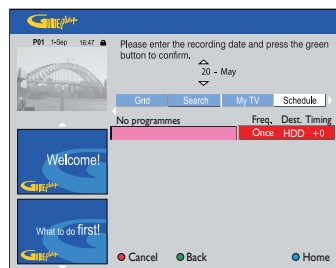 GUIDE plus+
P01 1-Sep 16:47
Please enter the recording date and press the green
button to confirm.
20 - May
Grid Search My TV Schedule
No programmes Freq. Dest. Timing
Once HDD +0
Welcome!
GUIDE plus+
What to do first!
GUIDE plus+
Cancel Back Home